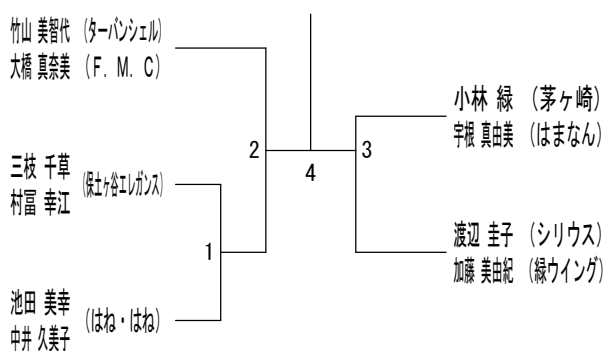 竹山 美智代 (ターバンシェル)
大橋 真奈美 (F. M. C)
三枝 千草
村冨 幸江
(保土ヶ谷エレガンス)
池田 美幸
中井 久美子
(はね・はね)
1
2
4
3
小林 緑 (茅ヶ崎)
宇根 真由美 (はまなん)
渡辺 圭子 (シリウス)
加藤 美由紀 (緑ウイング)